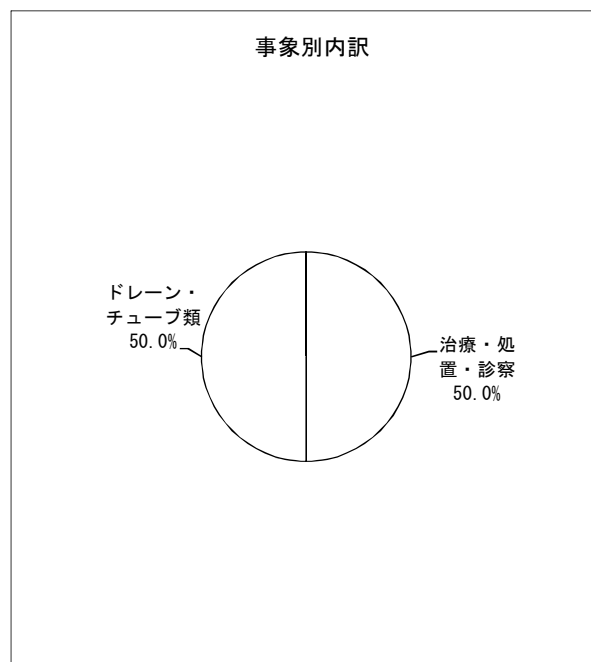 事象別内訳
ドレーン・
チューブ類
50.0%
治療・処
置・診察
50.0%